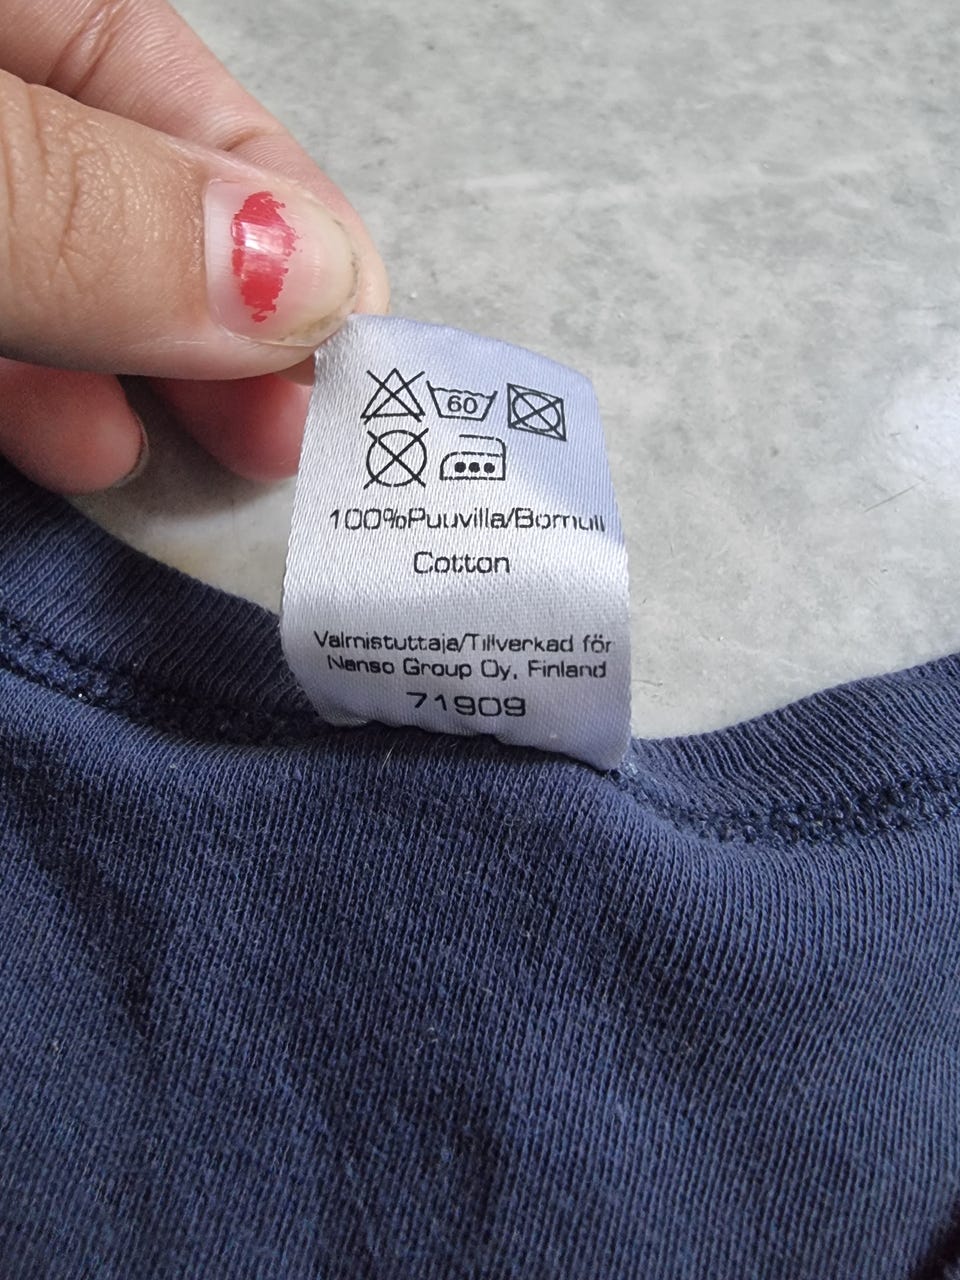 60
100%Puuvilla/Bomull
Cotton
Valmistuttaja/Tillverkad för
Nanso Group Oy, Finland
71909